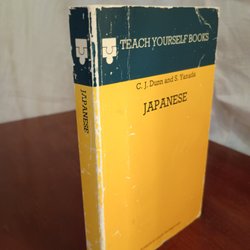 TEACH YOURSELF BOOKS
C. J. Dunn and S. Yanada
JAPANESE
JAPANESE